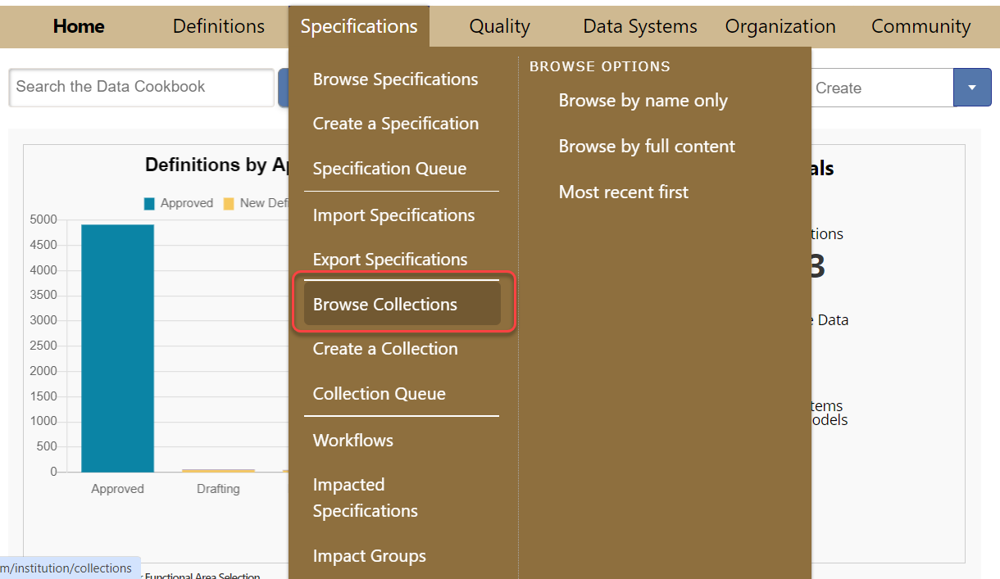 Home Definitions Specifications Quality Data Systems Organization Community
Search the Data Cookbook
Create
Browse Specifications
Create a Specification
Specification Queue
Import Specifications
Export Specifications
Browse Collections
Create a Collection
Collection Queue
Workflows
Impacted
Specifications
Impact Groups
BROWSE OPTIONS
Browse by name only
Browse by full content
Most recent first
Definitions by
Approved New
5000
4500
4000
3500
3000
2500
2000
1500
1000
500
0
Approved Drafting
als
tions
3
Data
tems
odels
Functional Area Selection
m/institution/collections